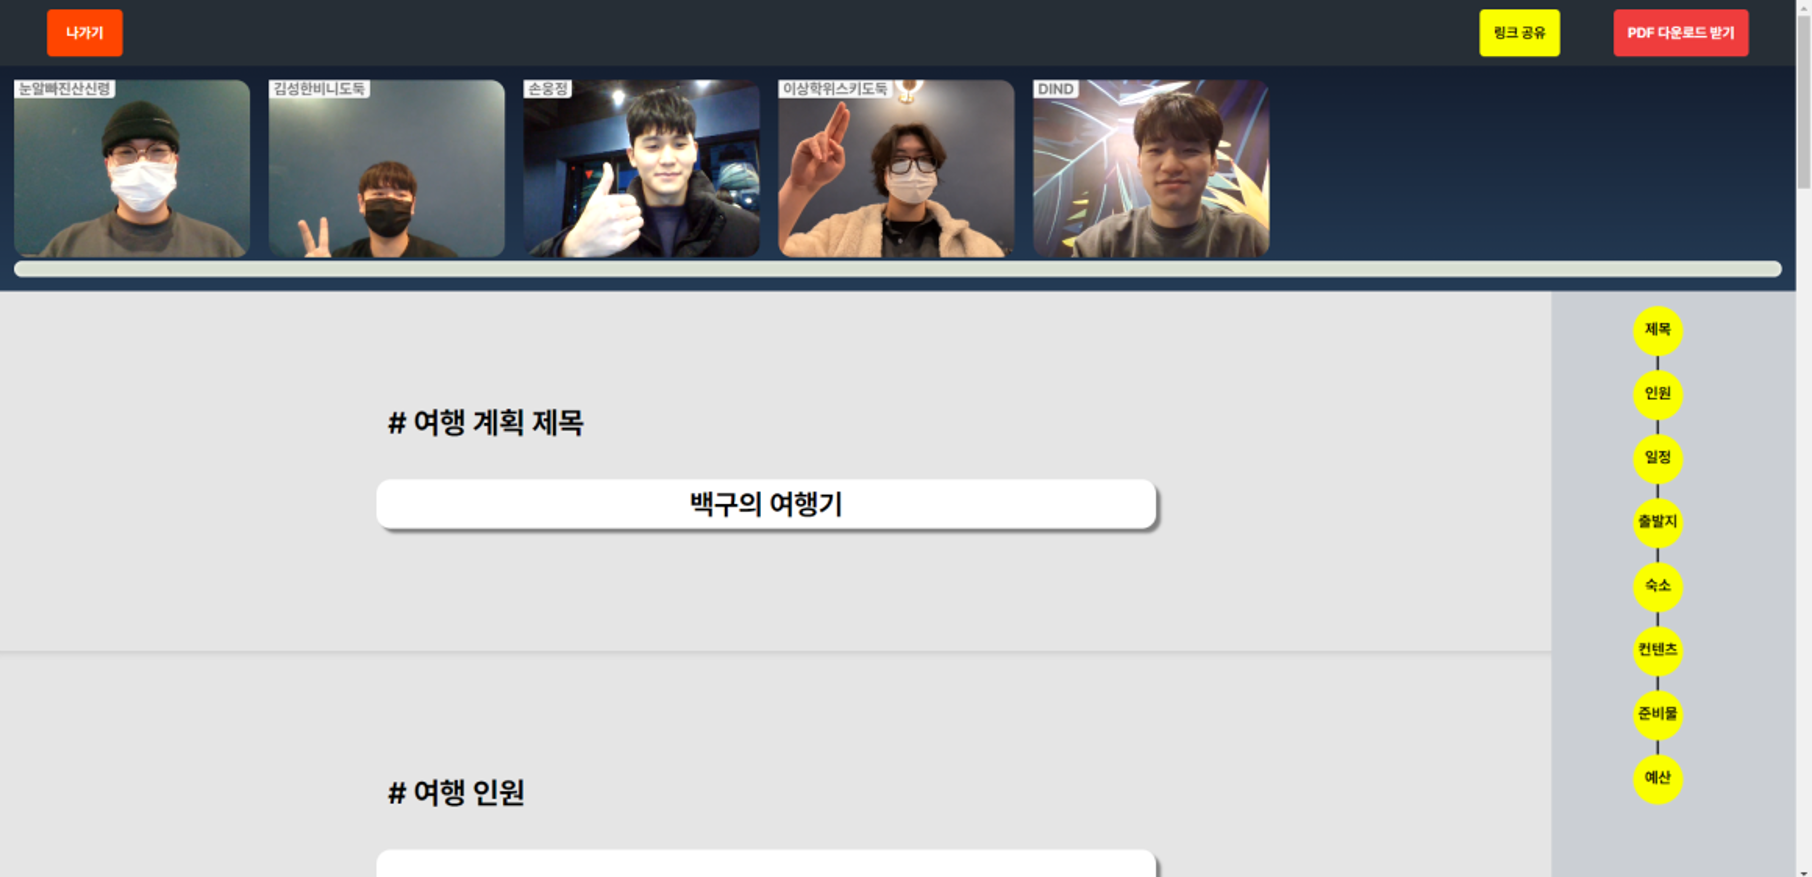 나가기
링크 공유
PDF 다운로드 받기
눈알빠진산신령
김성한비니도둑
손웅정
이상학위스키도둑
DIND
# 여행 계획 제목
백구의 여행기
# 여행 인원
제목
인원
일정
출발지
숙소
컨텐츠
준비물
예산